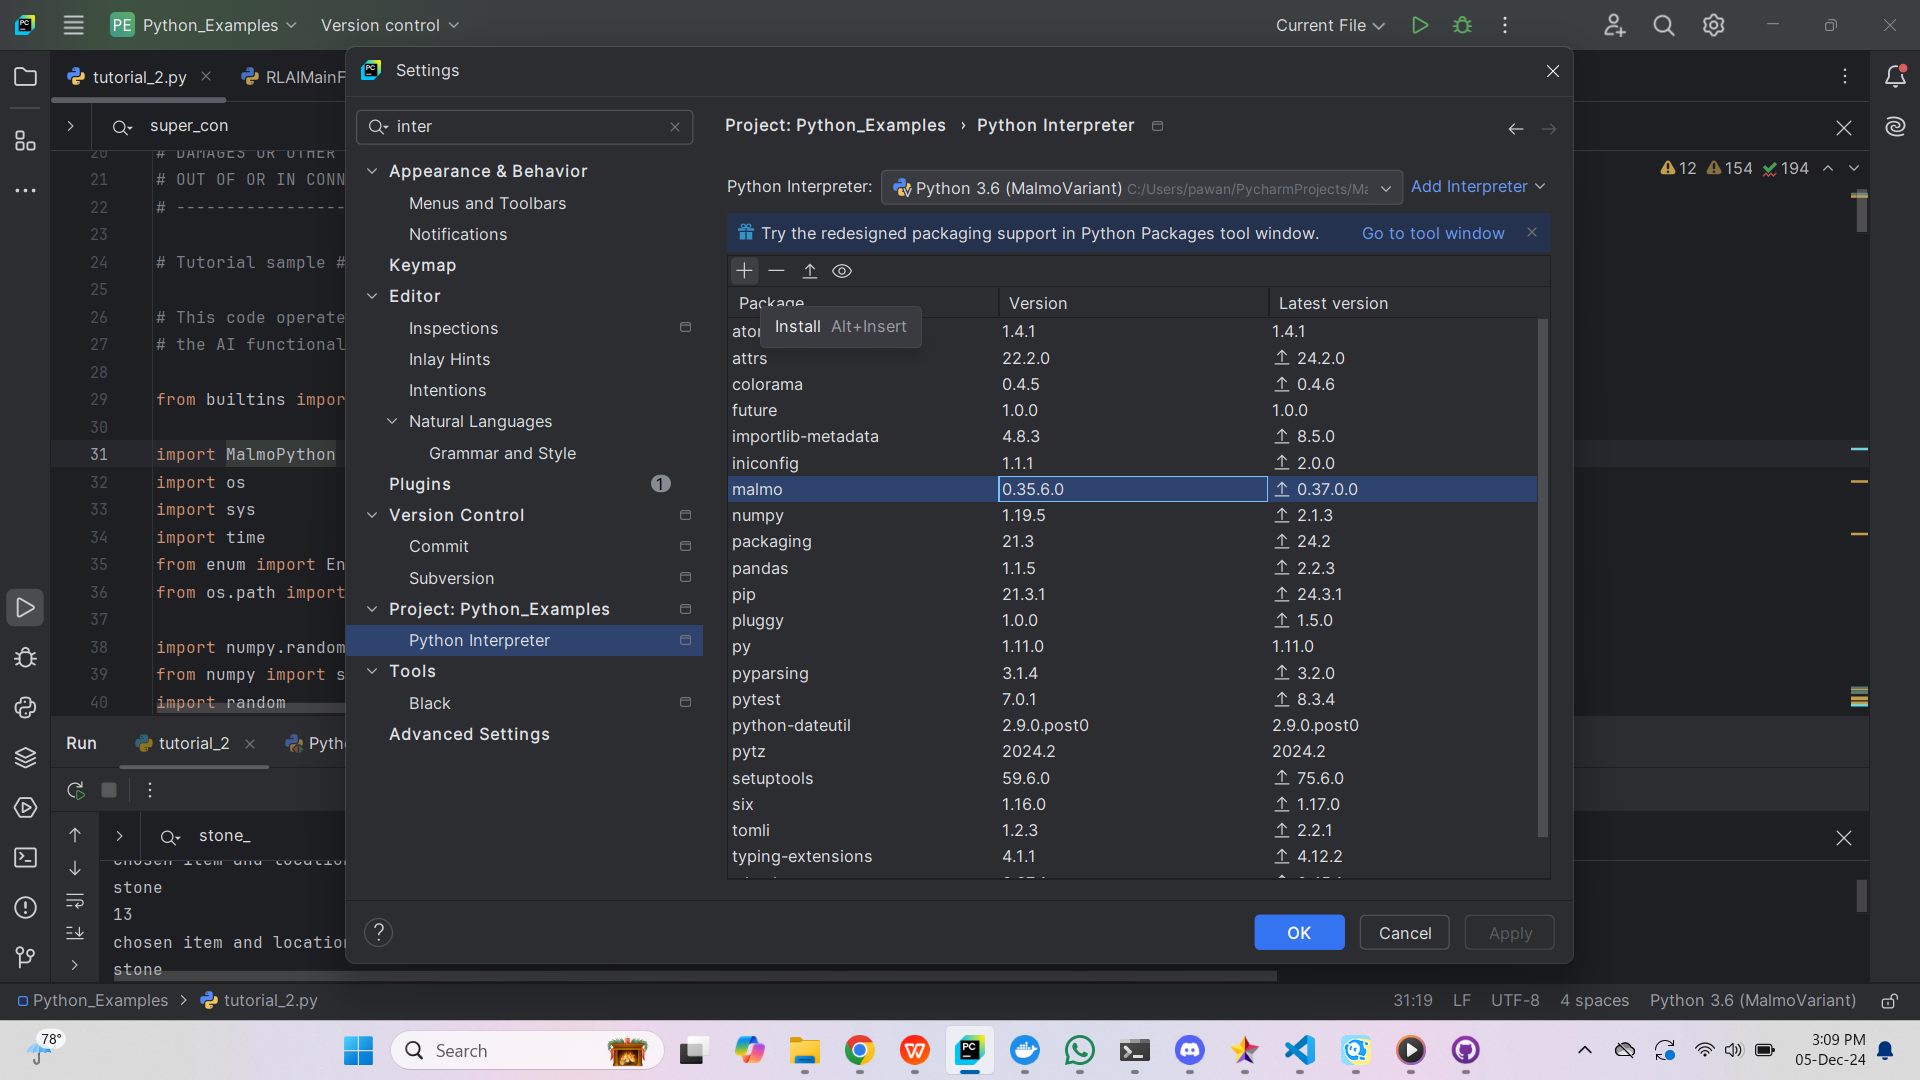 PE Python_Examples Version control
Current File
tutorial_2.py
RLAIMainF
super_con
12 154 194
20 # DAMAGES OR OTHER
21 # OUT OF OR IN CONN
22 # -----------------
23
24 # Tutorial sample #
25
26 # This code operate
27 # the AI functional
28
29 from builtins impor
30
31 import MalmoPython
32 import os
33 import sys
34 import time
35 from enum import En
36 from os.path import
37
38 import numpy.random
39 from numpy import s
40 import random
Settings
inter
Appearance & Behavior
Menus and Toolbars
Notifications
Keymap
Editor
Inspections
Inlay Hints
Intentions
Natural Languages
Grammar and Style
Plugins 1
Version Control
Commit
Subversion
Project: Python_Examples
Python Interpreter
Tools
Black
Advanced Settings
Project: Python_Examples › Python Interpreter
Python Interpreter: Python 3.6 (MalmoVariant) C:/Users/pawan/PycharmProjects/Ma Add Interpreter
Try the redesigned packaging support in Python Packages tool window. Go to tool window
Package Version Latest version
Install Alt+Insert
1.4.1 1.4.1
attrs 22.2.0 24.2.0
colorama 0.4.5 0.4.6
future 1.0.0 1.0.0
importlib-metadata 4.8.3 8.5.0
iniconfig 1.1.1 2.0.0
malmo 0.35.6.0 0.37.0.0
numpy 1.19.5 2.1.3
packaging 21.3 24.2
pandas 1.1.5 2.2.3
pip 21.3.1 24.3.1
pluggy 1.0.0 1.5.0
py 1.11.0 1.11.0
pyparsing 3.1.4 3.2.0
pytest 7.0.1 8.3.4
python-dateutil 2.9.0.post0 2.9.0.post0
pytz 2024.2 2024.2
setuptools 59.6.0 75.6.0
six 1.16.0 1.17.0
tomli 1.2.3 2.2.1
typing-extensions 4.1.1 4.12.2
? OK Cancel Apply
Run tutorial_2 Pyth
stone_
chosen item and location
stone
13
chosen item and location
stone
Python_Examples › tutorial_2.py
31:19 LF UTF-8 4 spaces Python 3.6 (MalmoVariant)
78°
Search
3:09 PM
05-Dec-24